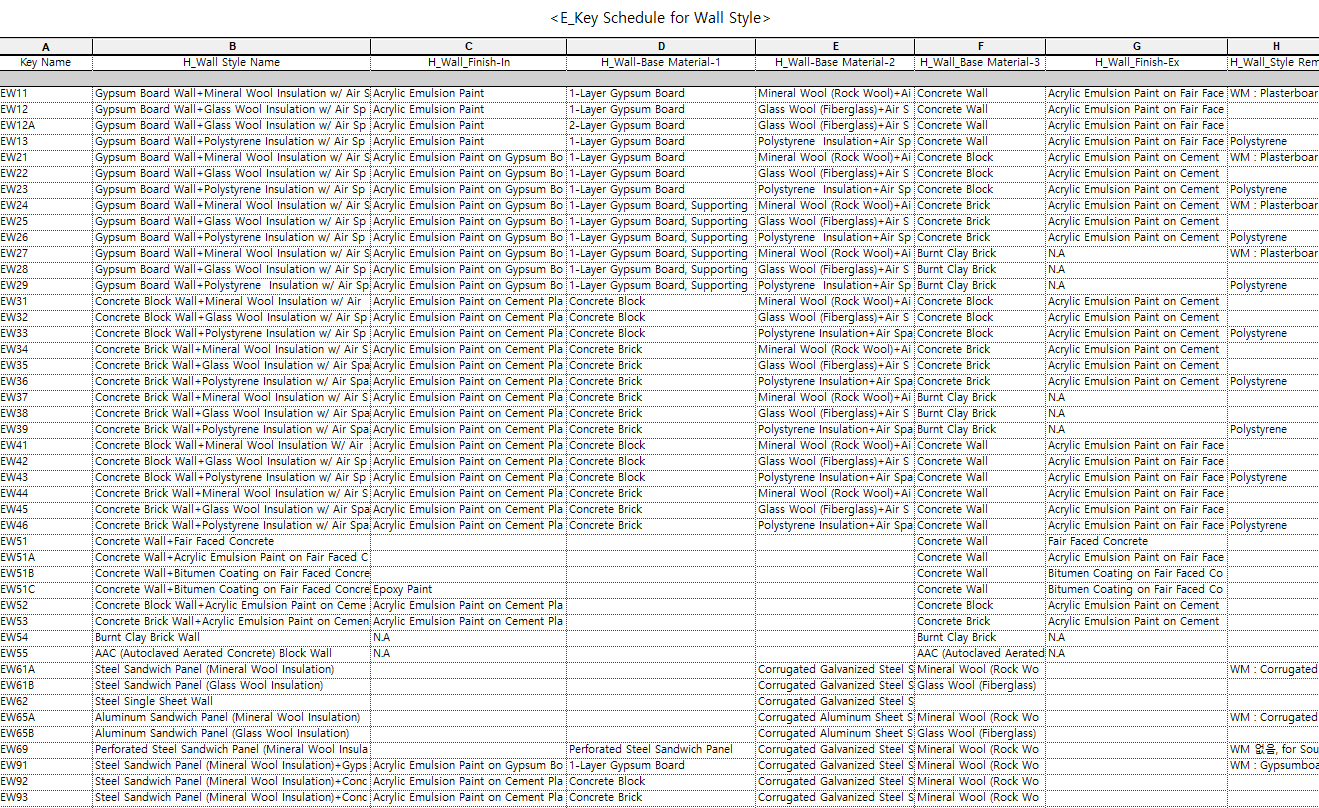 <E_Key Schedule for Wall Style>
A B C D E F G H
Key Name H_Wall Style Name H_Wall_Finish-In H_Wall-Base Material-1 H_Wall-Base Material-2 H_Wall_Base Material-3 H_Wall_Finish-Ex H_Wall_Style Rem
EW11 Gypsum Board Wall+Mineral Wool Insulation w/ Air S Acrylic Emulsion Paint 1-Layer Gypsum Board Mineral Wool (Rock Wool)+Ai Concrete Wall Acrylic Emulsion Paint on Fair Face WM : Plasterboar
EW12 Gypsum Board Wall+Glass Wool Insulation w/ Air Sp Acrylic Emulsion Paint 1-Layer Gypsum Board Glass Wool (Fiberglass)+Air S Concrete Wall Acrylic Emulsion Paint on Fair Face
EW12A Gypsum Board Wall+Glass Wool Insulation w/ Air Sp Acrylic Emulsion Paint 2-Layer Gypsum Board Glass Wool (Fiberglass)+Air S Concrete Wall Acrylic Emulsion Paint on Fair Face
EW13 Gypsum Board Wall+Polystyrene Insulation w/ Air Sp Acrylic Emulsion Paint 1-Layer Gypsum Board Polystyrene Insulation+Air Sp Concrete Wall Acrylic Emulsion Paint on Fair Face Polystyrene
EW21 Gypsum Board Wall+Mineral Wool Insulation w/ Air S Acrylic Emulsion Paint on Gypsum Bo 1-Layer Gypsum Board Mineral Wool (Rock Wool)+Ai Concrete Block Acrylic Emulsion Paint on Cement WM : Plasterboar
EW22 Gypsum Board Wall+Glass Wool Insulation w/ Air Sp Acrylic Emulsion Paint on Gypsum Bo 1-Layer Gypsum Board Glass Wool (Fiberglass)+Air S Concrete Block Acrylic Emulsion Paint on Cement
EW23 Gypsum Board Wall+Polystyrene Insulation w/ Air Sp Acrylic Emulsion Paint on Gypsum Bo 1-Layer Gypsum Board Polystyrene Insulation+Air Sp Concrete Block Acrylic Emulsion Paint on Cement Polystyrene
EW24 Gypsum Board Wall+Mineral Wool Insulation w/ Air S Acrylic Emulsion Paint on Gypsum Bo 1-Layer Gypsum Board, Supporting Mineral Wool (Rock Wool)+Ai Concrete Brick Acrylic Emulsion Paint on Cement WM : Plasterboar
EW25 Gypsum Board Wall+Glass Wool Insulation w/ Air Sp Acrylic Emulsion Paint on Gypsum Bo 1-Layer Gypsum Board, Supporting Glass Wool (Fiberglass)+Air S Concrete Brick Acrylic Emulsion Paint on Cement
EW26 Gypsum Board Wall+Polystyrene Insulation w/ Air Sp Acrylic Emulsion Paint on Gypsum Bo 1-Layer Gypsum Board, Supporting Polystyrene Insulation+Air Sp Concrete Brick Acrylic Emulsion Paint on Cement Polystyrene
EW27 Gypsum Board Wall+Mineral Wool Insulation w/ Air S Acrylic Emulsion Paint on Gypsum Bo 1-Layer Gypsum Board, Supporting Mineral Wool (Rock Wool)+Ai Burnt Clay Brick N.A WM : Plasterboar
EW28 Gypsum Board Wall+Glass Wool Insulation w/ Air Sp Acrylic Emulsion Paint on Gypsum Bo 1-Layer Gypsum Board, Supporting Glass Wool (Fiberglass)+Air S Burnt Clay Brick N.A
EW29 Gypsum Board Wall+Polystyrene Insulation w/ Air Sp Acrylic Emulsion Paint on Gypsum Bo 1-Layer Gypsum Board, Supporting Polystyrene Insulation+Air Sp Burnt Clay Brick N.A Polystyrene
EW31 Concrete Block Wall+Mineral Wool Insulation w/ Air Acrylic Emulsion Paint on Cement Pla Concrete Block Mineral Wool (Rock Wool)+Ai Concrete Block Acrylic Emulsion Paint on Cement
EW32 Concrete Block Wall+Glass Wool Insulation w/ Air Sp Acrylic Emulsion Paint on Cement Pla Concrete Block Glass Wool (Fiberglass)+Air S Concrete Block Acrylic Emulsion Paint on Cement
EW33 Concrete Block Wall+Polystyrene Insulation w/ Air Sp Acrylic Emulsion Paint on Cement Pla Concrete Block Polystyrene Insulation+Air Spa Concrete Block Acrylic Emulsion Paint on Cement Polystyrene
EW34 Concrete Brick Wall+Mineral Wool Insulation w/ Air S Acrylic Emulsion Paint on Cement Pla Concrete Brick Mineral Wool (Rock Wool)+Ai Concrete Brick Acrylic Emulsion Paint on Cement
EW35 Concrete Brick Wall+Glass Wool Insulation w/ Air Spa Acrylic Emulsion Paint on Cement Pla Concrete Brick Glass Wool (Fiberglass)+Air S Concrete Brick Acrylic Emulsion Paint on Cement
EW36 Concrete Brick Wall+Polystyrene Insulation w/ Air Spa Acrylic Emulsion Paint on Cement Pla Concrete Brick Polystyrene Insulation+Air Spa Concrete Brick Acrylic Emulsion Paint on Cement Polystyrene
EW37 Concrete Brick Wall+Mineral Wool Insulation w/ Air S Acrylic Emulsion Paint on Cement Pla Concrete Brick Mineral Wool (Rock Wool)+Ai Burnt Clay Brick N.A
EW38 Concrete Brick Wall+Glass Wool Insulation w/ Air Spa Acrylic Emulsion Paint on Cement Pla Concrete Brick Glass Wool (Fiberglass)+Air S Burnt Clay Brick N.A
EW39 Concrete Brick Wall+Polystyrene Insulation w/ Air Spa Acrylic Emulsion Paint on Cement Pla Concrete Brick Polystyrene Insulation+Air Spa Burnt Clay Brick N.A Polystyrene
EW41 Concrete Block Wall+Mineral Wool Insulation W/ Air Acrylic Emulsion Paint on Cement Pla Concrete Block Mineral Wool (Rock Wool)+Ai Concrete Wall Acrylic Emulsion Paint on Fair Face
EW42 Concrete Block Wall+Glass Wool Insulation w/ Air Sp Acrylic Emulsion Paint on Cement Pla Concrete Block Glass Wool (Fiberglass)+Air S Concrete Wall Acrylic Emulsion Paint on Fair Face
EW43 Concrete Block Wall+Polystyrene Insulation w/ Air Sp Acrylic Emulsion Paint on Cement Pla Concrete Block Polystyrene Insulation+Air Spa Concrete Wall Acrylic Emulsion Paint on Fair Face Polystyrene
EW44 Concrete Brick Wall+Mineral Wool Insulation w/ Air S Acrylic Emulsion Paint on Cement Pla Concrete Brick Mineral Wool (Rock Wool)+Ai Concrete Wall Acrylic Emulsion Paint on Fair Face
EW45 Concrete Brick Wall+Glass Wool Insulation w/ Air Spa Acrylic Emulsion Paint on Cement Pla Concrete Brick Glass Wool (Fiberglass)+Air S Concrete Wall Acrylic Emulsion Paint on Fair Face
EW46 Concrete Brick Wall+Polystyrene Insulation w/ Air Spa Acrylic Emulsion Paint on Cement Pla Concrete Brick Polystyrene Insulation+Air Spa Concrete Wall Acrylic Emulsion Paint on Fair Face Polystyrene
EW51 Concrete Wall+Fair Faced Concrete Concrete Wall Fair Faced Concrete
EW51A Concrete Wall+Acrylic Emulsion Paint on Fair Faced C Concrete Wall Acrylic Emulsion Paint on Fair Face
EW51B Concrete Wall+Bitumen Coating on Fair Faced Concre Concrete Wall Bitumen Coating on Fair Faced Co
EW51C Concrete Wall+Bitumen Coating on Fair Faced Concre Epoxy Paint Concrete Wall Bitumen Coating on Fair Faced Co
EW52 Concrete Block Wall+Acrylic Emulsion Paint on Ceme Acrylic Emulsion Paint on Cement Pla Concrete Block Acrylic Emulsion Paint on Cement
EW53 Concrete Brick Wall+Acrylic Emulsion Paint on Cemen Acrylic Emulsion Paint on Cement Pla Concrete Brick Acrylic Emulsion Paint on Cement
EW54 Burnt Clay Brick Wall N.A Burnt Clay Brick N.A
EW55 AAC (Autoclaved Aerated Concrete) Block Wall N.A AAC (Autoclaved Aerated N.A
EW61A Steel Sandwich Panel (Mineral Wool Insulation) Corrugated Galvanized Steel S Mineral Wool (Rock Wo WM : Corrugated
EW61B Steel Sandwich Panel (Glass Wool Insulation) Corrugated Galvanized Steel S Glass Wool (Fiberglass)
EW62 Steel Single Sheet Wall Corrugated Galvanized Steel S
EW65A Aluminum Sandwich Panel (Mineral Wool Insulation) Corrugated Aluminum Sheet S Mineral Wool (Rock Wo WM : Corrugated
EW65B Aluminum Sandwich Panel (Glass Wool Insulation) Corrugated Aluminum Sheet S Glass Wool (Fiberglass)
EW69 Perforated Steel Sandwich Panel (Mineral Wool Insula Perforated Steel Sandwich Panel Corrugated Galvanized Steel S Mineral Wool (Rock Wo WM 없음, for Sou
EW91 Steel Sandwich Panel (Mineral Wool Insulation)+Gyps Acrylic Emulsion Paint on Gypsum Bo 1-Layer Gypsum Board Corrugated Galvanized Steel S Mineral Wool (Rock Wo WM : Gypsumboa
EW92 Steel Sandwich Panel (Mineral Wool Insulation)+Conc Acrylic Emulsion Paint on Cement Pla Concrete Block Corrugated Galvanized Steel S Mineral Wool (Rock Wo
EW93 Steel Sandwich Panel (Mineral Wool Insulation)+Conc Acrylic Emulsion Paint on Cement Pla Concrete Brick Corrugated Galvanized Steel S Mineral Wool (Rock Wo